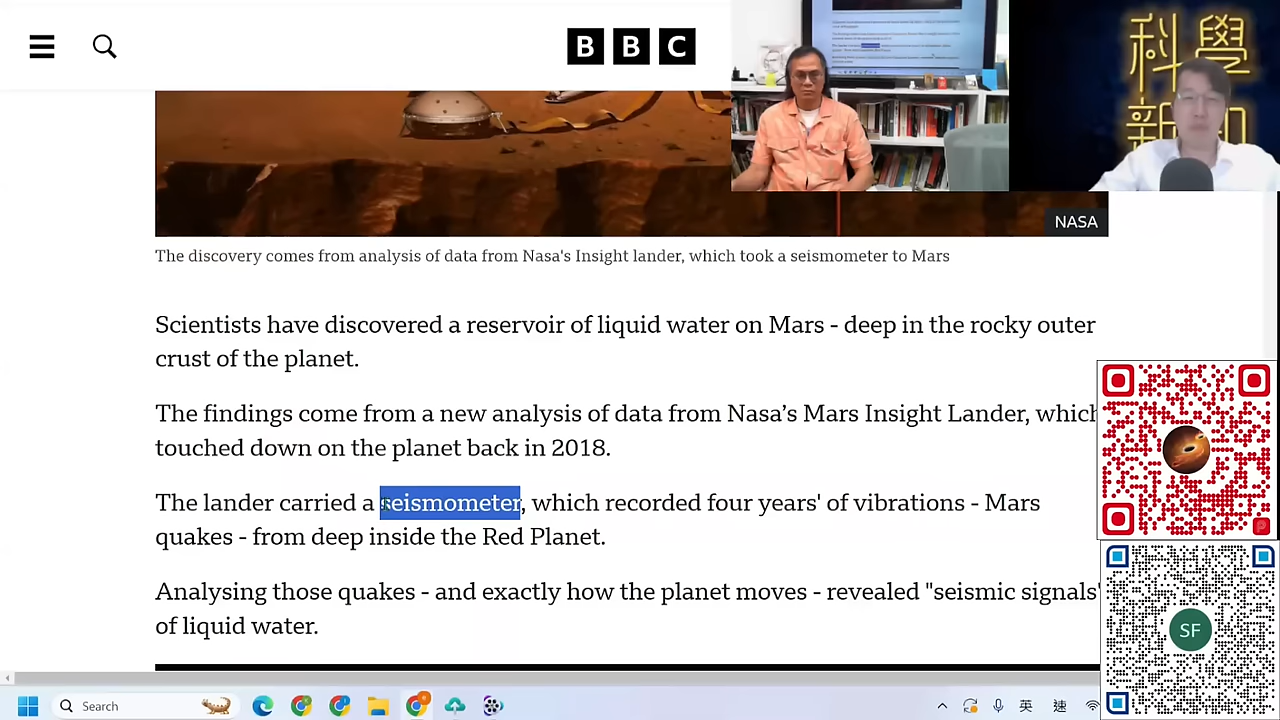 BBC
科學
新知
NASA
The discovery comes from analysis of data from Nasa's Insight lander, which took a seismometer to Mars
Scientists have discovered a reservoir of liquid water on Mars - deep in the rocky outer
crust of the planet.
The findings come from a new analysis of data from Nasa’s Mars Insight Lander, which
touched down on the planet back in 2018.
The lander carried a seismometer, which recorded four years' of vibrations - Mars
quakes - from deep inside the Red Planet.
Analysing those quakes - and exactly how the planet moves - revealed "seismic signals"
of liquid water.
SF
Search
英
速